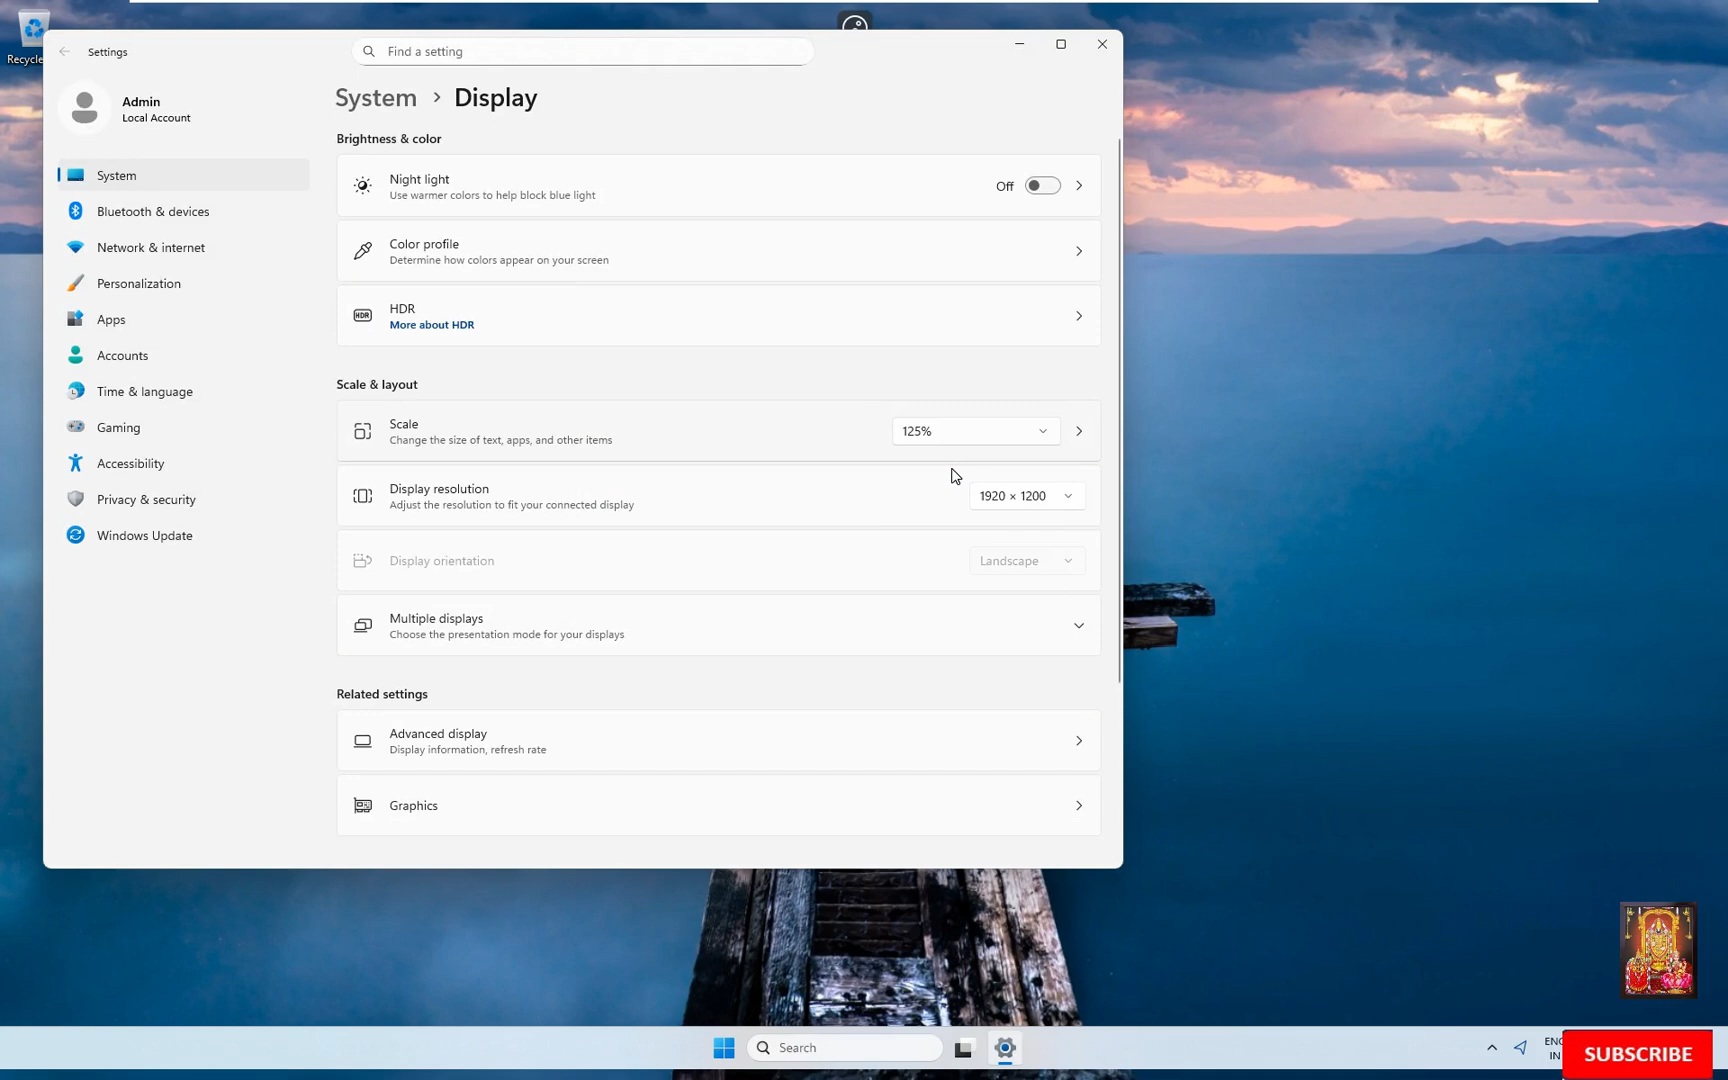 Recycle
Settings
Find a setting
Admin
Local Account
System
Bluetooth & devices
Network & internet
Personalization
Apps
Accounts
Time & language
Gaming
Accessibility
Privacy & security
Windows Update
System > Display
Brightness & color
Night light
Use warmer colors to help block blue light
Off
Color profile
Determine how colors appear on your screen
HDR
HDR
More about HDR
Scale & layout
Scale
Change the size of text, apps, and other items
125%
Display resolution
Adjust the resolution to fit your connected display
1920 × 1200
Display orientation
Landscape
Multiple displays
Choose the presentation mode for your displays
Related settings
Advanced display
Display information, refresh rate
Graphics
Search
ENG
IN
SUBSCRIBE